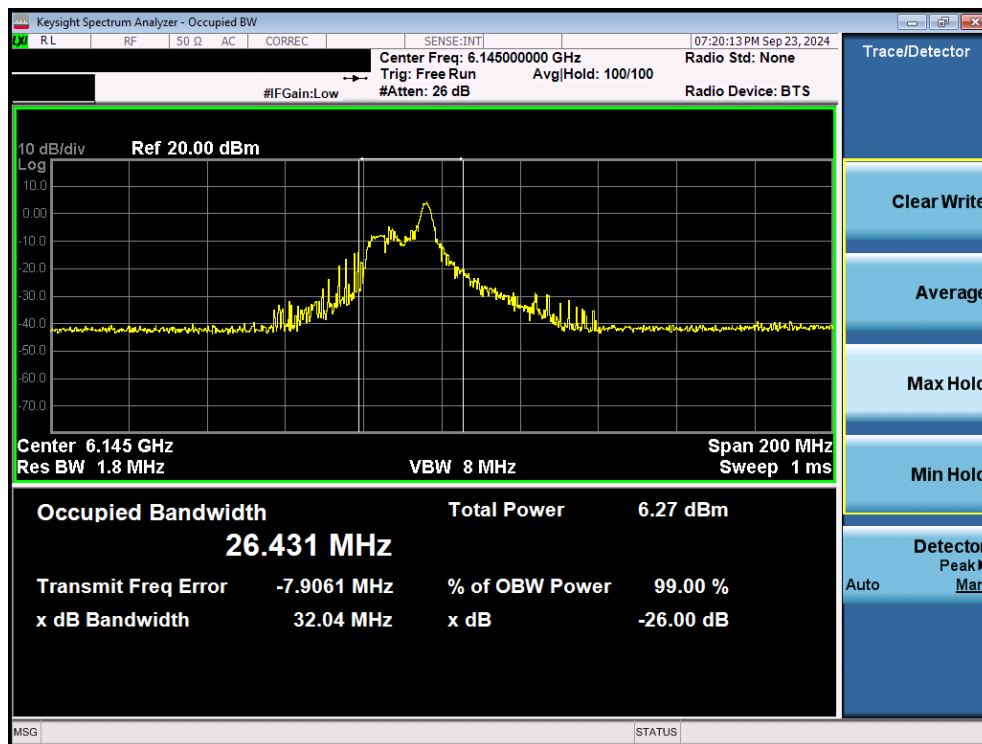 Keysight Spectrum Analyzer - Occupied BW
LXI RL RF 50 Ω AC CORREC SENSE:INT 07:20:13 PM Sep 23, 2024
Center Freq: 6.145000000 GHz Radio Std: None
Trig: Free Run Avg|Hold: 100/100
#IFGain:Low #Atten: 26 dB Radio Device: BTS
10 dB/div Ref 20.00 dBm
Log
10.0
0.00
-10.0
-20.0
-30.0
-40.0
-50.0
-60.0
-70.0
Center 6.145 GHz Span 200 MHz
Res BW 1.8 MHz VBW 8 MHz Sweep 1 ms
Occupied Bandwidth Total Power 6.27 dBm
26.431 MHz
Transmit Freq Error -7.9061 MHz % of OBW Power 99.00 %
x dB Bandwidth 32.04 MHz x dB -26.00 dB
MSG STATUS
Trace/Detector
Clear Write
Average
Max Hold
Min Hold
Detector
Peak
Auto Man